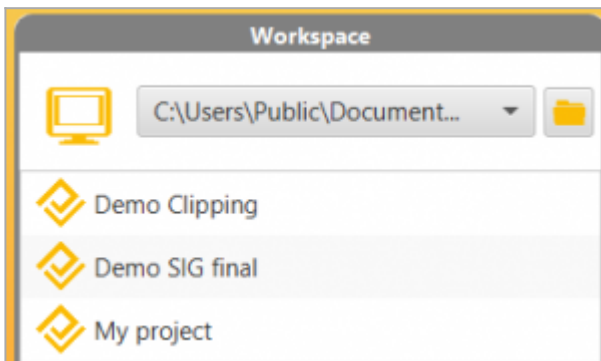 Workspace
C:\Users\Public\Document...
Demo Clipping
Demo SIG final
My project